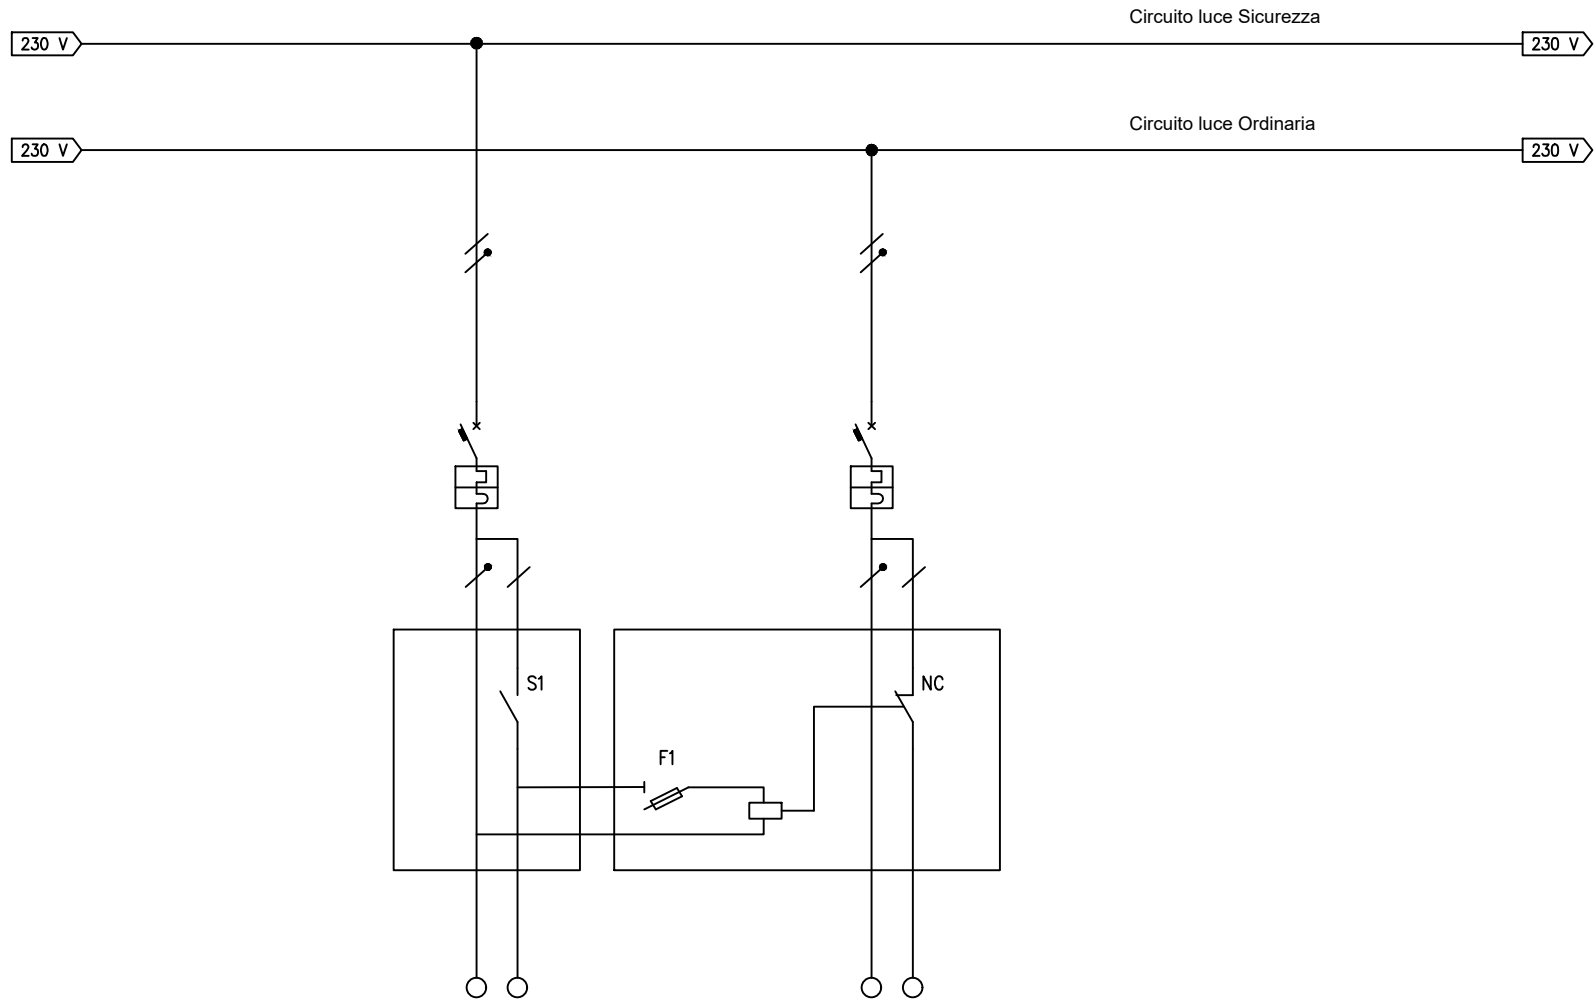 Circuito luce Sicurezza
230 V
230 V
Circuito luce Ordinaria
230 V
230 V
S1
NC
F1